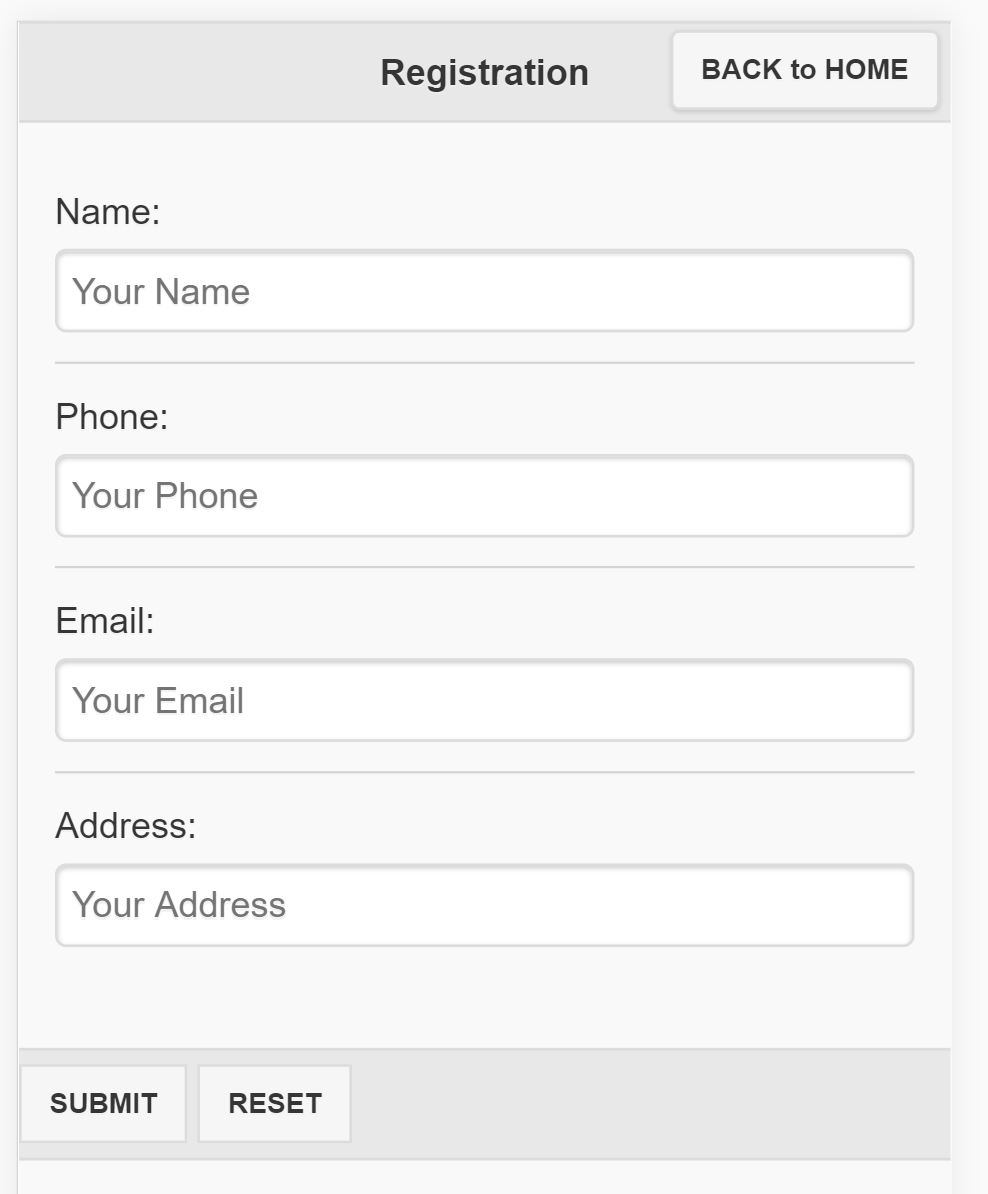 Registration
BACK to HOME
Name:
Your Name
Phone:
Your Phone
Email:
Your Email
Address:
Your Address
SUBMIT
RESET